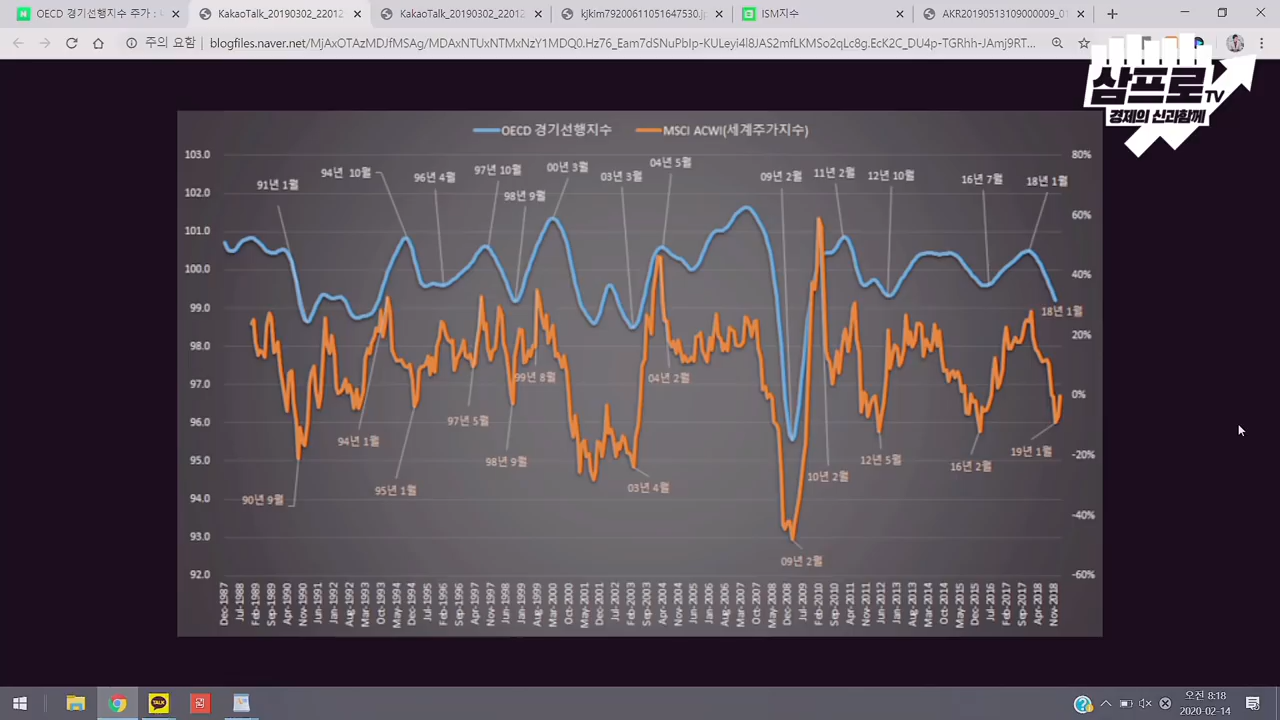 OECD 경기선행지수 주가 :
KakaoTalk_20190302_22012
KakaoTalk_20190302_22012
kjkim79200611051647530.j
ISM지수
AKR20190513109000009_01
주의 요함
삼프로TV
경제의 신과함께
OECD 경기선행지수
MSCI ACWI(세계주가지수)
103.0
102.0
101.0
100.0
99.0
98.0
97.0
96.0
95.0
94.0
93.0
92.0
80%
60%
40%
20%
0%
-20%
-40%
-60%
91년 1월
94년 10월
96년 4월
97년 10월
98년 9월
00년 3월
03년 3월
04년 5월
09년 2월
11년 2월
12년 10월
16년 7월
18년 1월
18년 1월
90년 9월
94년 1월
95년 1월
97년 5월
98년 9월
99년 8월
03년 4월
04년 2월
09년 2월
10년 2월
12년 5월
16년 2월
19년 1월
Dec-1987
Jul-1988
Feb-1989
Sep-1989
Apr-1990
Nov-1990
Jun-1991
Jan-1992
Aug-1992
Mar-1993
Oct-1993
May-1994
Dec-1994
Jul-1995
Feb-1996
Sep-1996
Apr-1997
Nov-1997
Jun-1998
Jan-1999
Aug-1999
Mar-2000
Oct-2000
May-2001
Dec-2001
Jul-2002
Feb-2003
Sep-2003
Apr-2004
Nov-2004
Jun-2005
Jan-2006
Aug-2006
Mar-2007
Oct-2007
May-2008
Dec-2008
Jul-2009
Feb-2010
Sep-2010
Apr-2011
Nov-2011
Jun-2012
Jan-2013
Aug-2013
Mar-2014
Oct-2014
May-2015
Dec-2015
Jul-2016
Feb-2017
Sep-2017
Apr-2018
Nov-2018
TALK
오전 8:18
2020-02-14